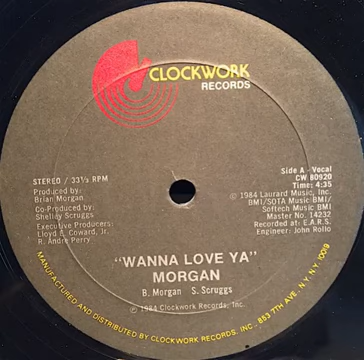 CLOCKWORK
RECORDS
STEREO / 33⅓ RPM
Produced by:
Brian Morgan
Co-Produced by:
Shelley Scruggs
Executive Producers:
Lloyd S. Coward, Jr.
R. Andre Perry
Side A - Vocal
CW 80920
Time: 4:35
℗ 1984 Laurard Music, Inc.
BMI/SOTA Music BMI/
Softech Music BMI/
Master No. 14232
Recorded at: E.A.R.S.
Engineer: John Rollo
"WANNA LOVE YA"
MORGAN
B. Morgan S. Scruggs
℗ 1984 Clockwork Records, Inc.
MANUFACTURED AND DISTRIBUTED BY CLOCKWORK RECORDS, INC., 853 7TH AVE., N.Y., N.Y. 10019